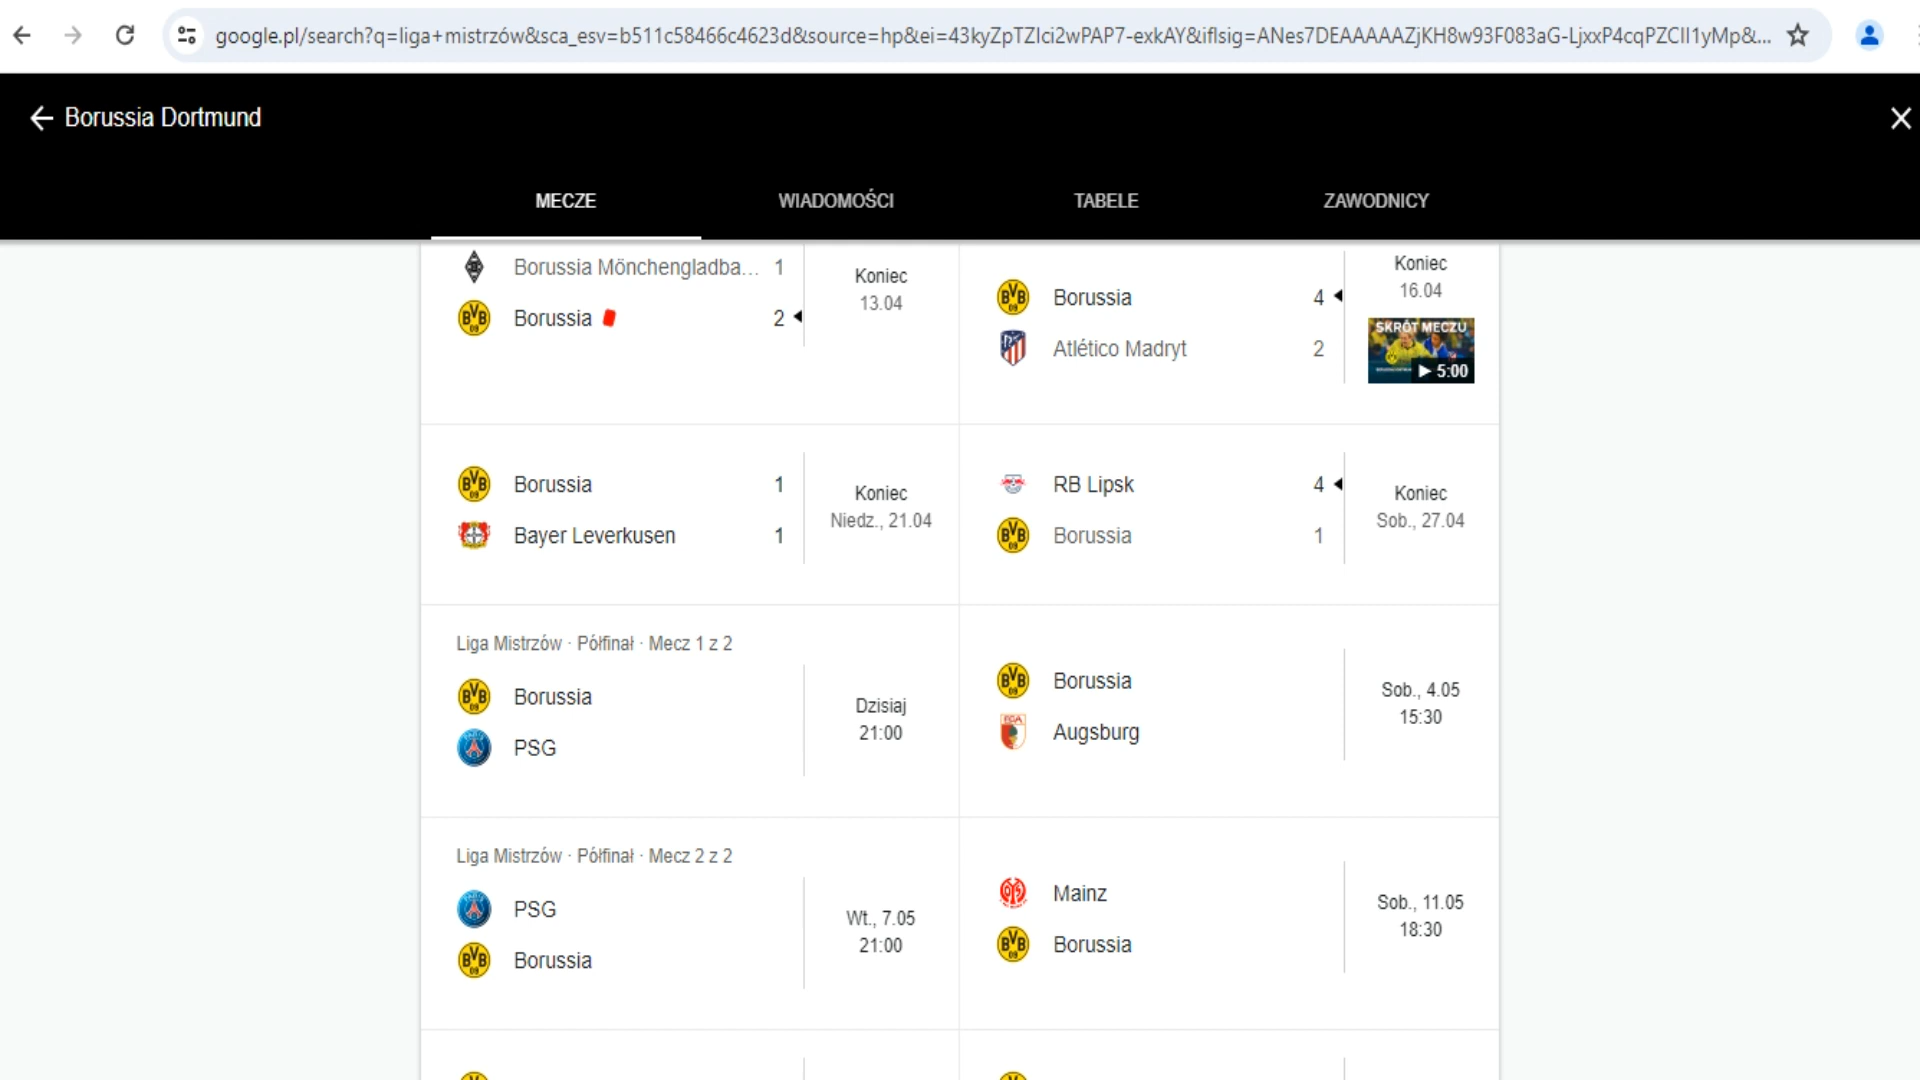 google.pl/search?q=liga+mistrzów&sca_esv=b511c58466c4623d&source=hp&ei=43kyZpTZIci2wPAP7-exkAY&iflsig=ANes7DEAAAAAZjKH8w93F083aG-LjxxP4cqPZCII1yMp&...
Borussia Dortmund
MECZE
WIADOMOŚCI
TABELE
ZAWODNICY
Borussia Mönchengladba... 1
Borussia 2
Koniec
13.04
Borussia 4
Atlético Madryt 2
Koniec
16.04
SKRÓT MECZU
5:00
Borussia 1
Bayer Leverkusen 1
Koniec
Niedz., 21.04
RB Lipsk 4
Borussia 1
Koniec
Sob., 27.04
Liga Mistrzów · Półfinał · Mecz 1 z 2
Borussia
PSG
Dzisiaj
21:00
Borussia
Augsburg
Sob., 4.05
15:30
Liga Mistrzów · Półfinał · Mecz 2 z 2
PSG
Borussia
Wt., 7.05
21:00
Mainz
Borussia
Sob., 11.05
18:30